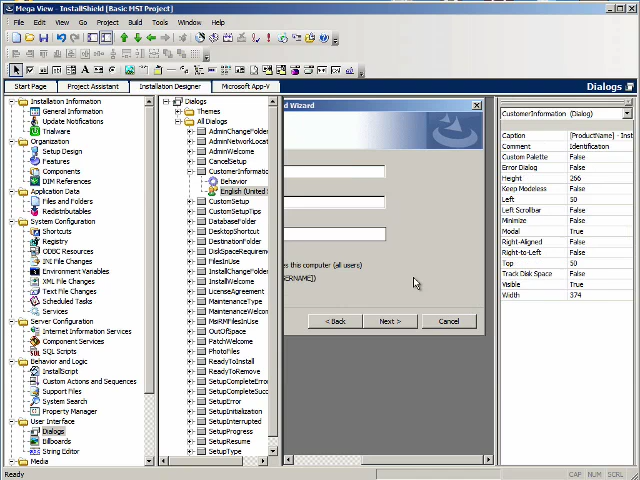 Mega View - InstallShield [Basic MSI Project]
File Edit View Go Project Build Tools Window Help
Start Page Project Assistant Installation Designer Microsoft App-V Dialogs
Installation Information
General Information
Update Notifications
Trialware
Organization
Setup Design
Features
Components
DIM References
Application Data
Files and Folders
Redistributables
System Configuration
Shortcuts
Registry
ODBC Resources
INI File Changes
Environment Variables
XML File Changes
Text File Changes
Scheduled Tasks
Services
Server Configuration
Internet Information Services
Component Services
SQL Scripts
Behavior and Logic
InstallScript
Custom Actions and Sequences
Support Files
System Search
Property Manager
User Interface
Dialogs
Billboards
String Editor
Media
Dialogs
Themes
All Dialogs
AdminChangeFolder
AdminNetworkLocat
AdminWelcome
CancelSetup
CustomerInformatio
Behavior
English (United S
CustomSetup
CustomSetupTips
DatabaseFolder
DesktopShortcut
DestinationFolder
DiskSpaceRequirem
FilesInUse
InstallChangeFolder
InstallWelcome
LicenseAgreement
MaintenanceType
MaintenanceWelcom
MsiRMFilesInUse
OutOfSpace
PatchWelcome
PhotoFiles
ReadyToInstall
ReadyToRemove
SetupCompleteError
SetupCompleteSucc
SetupError
SetupInitialization
SetupInterrupted
SetupProgress
SetupResume
SetupType
d Wizard
es this computer (all users)
SERNAME])
< Back Next > Cancel
CustomerInformation (Dialog)
Caption [ProductName] - Inst
Comment Identification
Custom Palette False
Error Dialog False
Height 266
Keep Modeless False
Left 50
Left Scrollbar False
Minimize False
Modal True
Right-Aligned False
Right-to-Left False
Top 50
Track Disk Space False
Visible True
Width 374
Ready CAP NUM SCRL